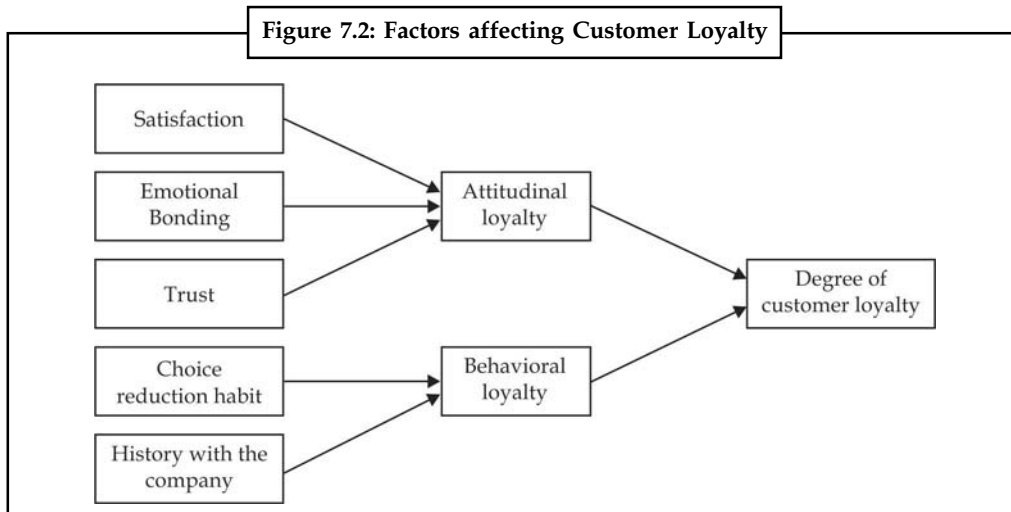 Figure 7.2: Factors affecting Customer Loyalty
Satisfaction
Emotional
Bonding
Trust
Choice
reduction habit
History with the
company
Attitudinal
loyalty
Behavioral
loyalty
Degree of
customer loyalty